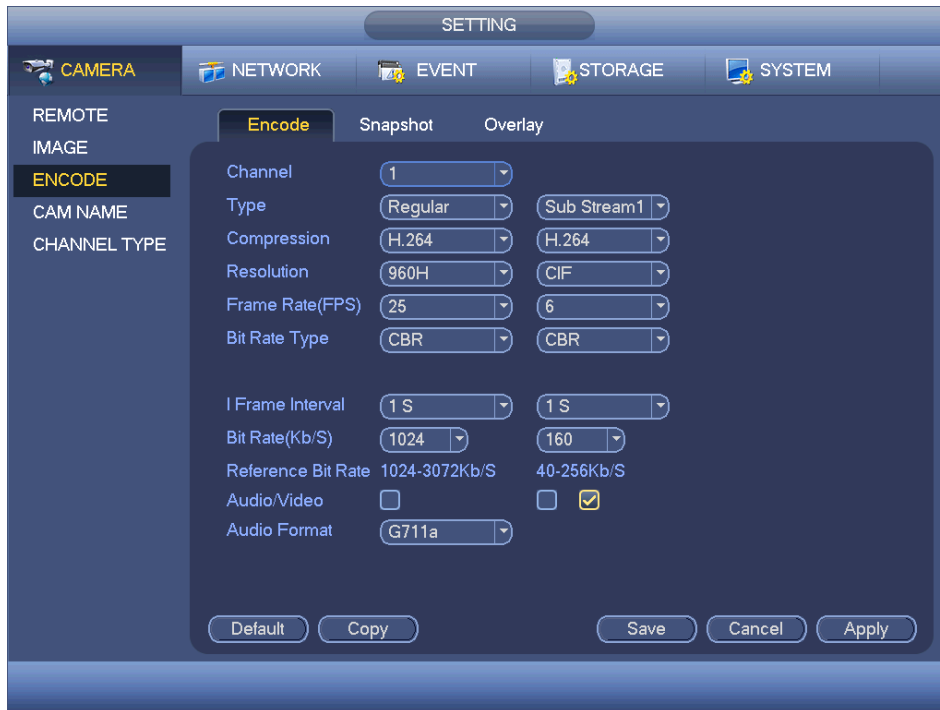 SETTING
CAMERA NETWORK EVENT STORAGE SYSTEM
REMOTE
IMAGE
ENCODE
CAM NAME
CHANNEL TYPE
Encode Snapshot Overlay
Channel 1
Type Regular Sub Stream1
Compression H.264 H.264
Resolution 960H CIF
Frame Rate(FPS) 25 6
Bit Rate Type CBR CBR
I Frame Interval 1 S 1 S
Bit Rate(Kb/S) 1024 160
Reference Bit Rate 1024-3072Kb/S 40-256Kb/S
Audio/Video
Audio Format G711a
Default Copy Save Cancel Apply